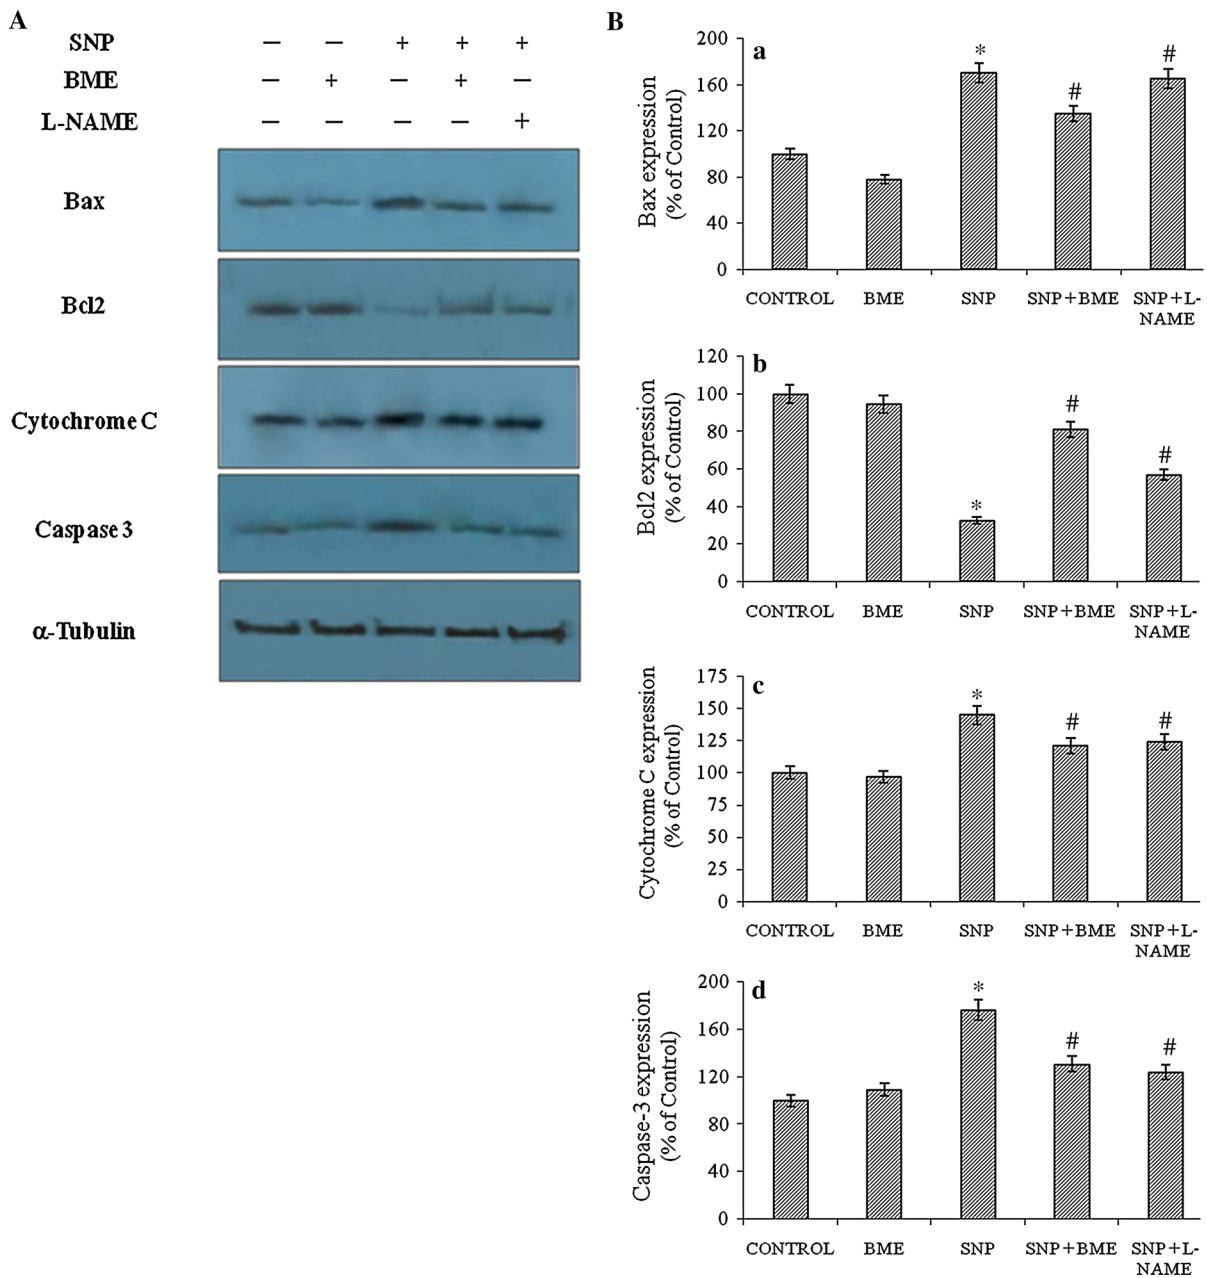 A
SNP − − + + +
BME − + − + −
L-NAME − − − − +
Bax
Bcl2
Cytochrome C
Caspase 3
α-Tubulin
B
a
Bax expression
(% of Control)
200
160
120
80
40
0
*
#
#
CONTROL BME SNP SNP+BME SNP+L-
NAME
b
Bcl2 expression
(% of Control)
120
100
80
60
40
20
0
*
#
#
CONTROL BME SNP SNP+BME SNP+L-
NAME
c
Cytochrome C expression
(% of Control)
175
150
125
100
75
50
25
0
*
#
#
CONTROL BME SNP SNP+BME SNP+L-
NAME
d
Caspase-3 expression
(% of Control)
200
160
120
80
40
0
*
#
#
CONTROL BME SNP SNP+BME SNP+L-
NAME